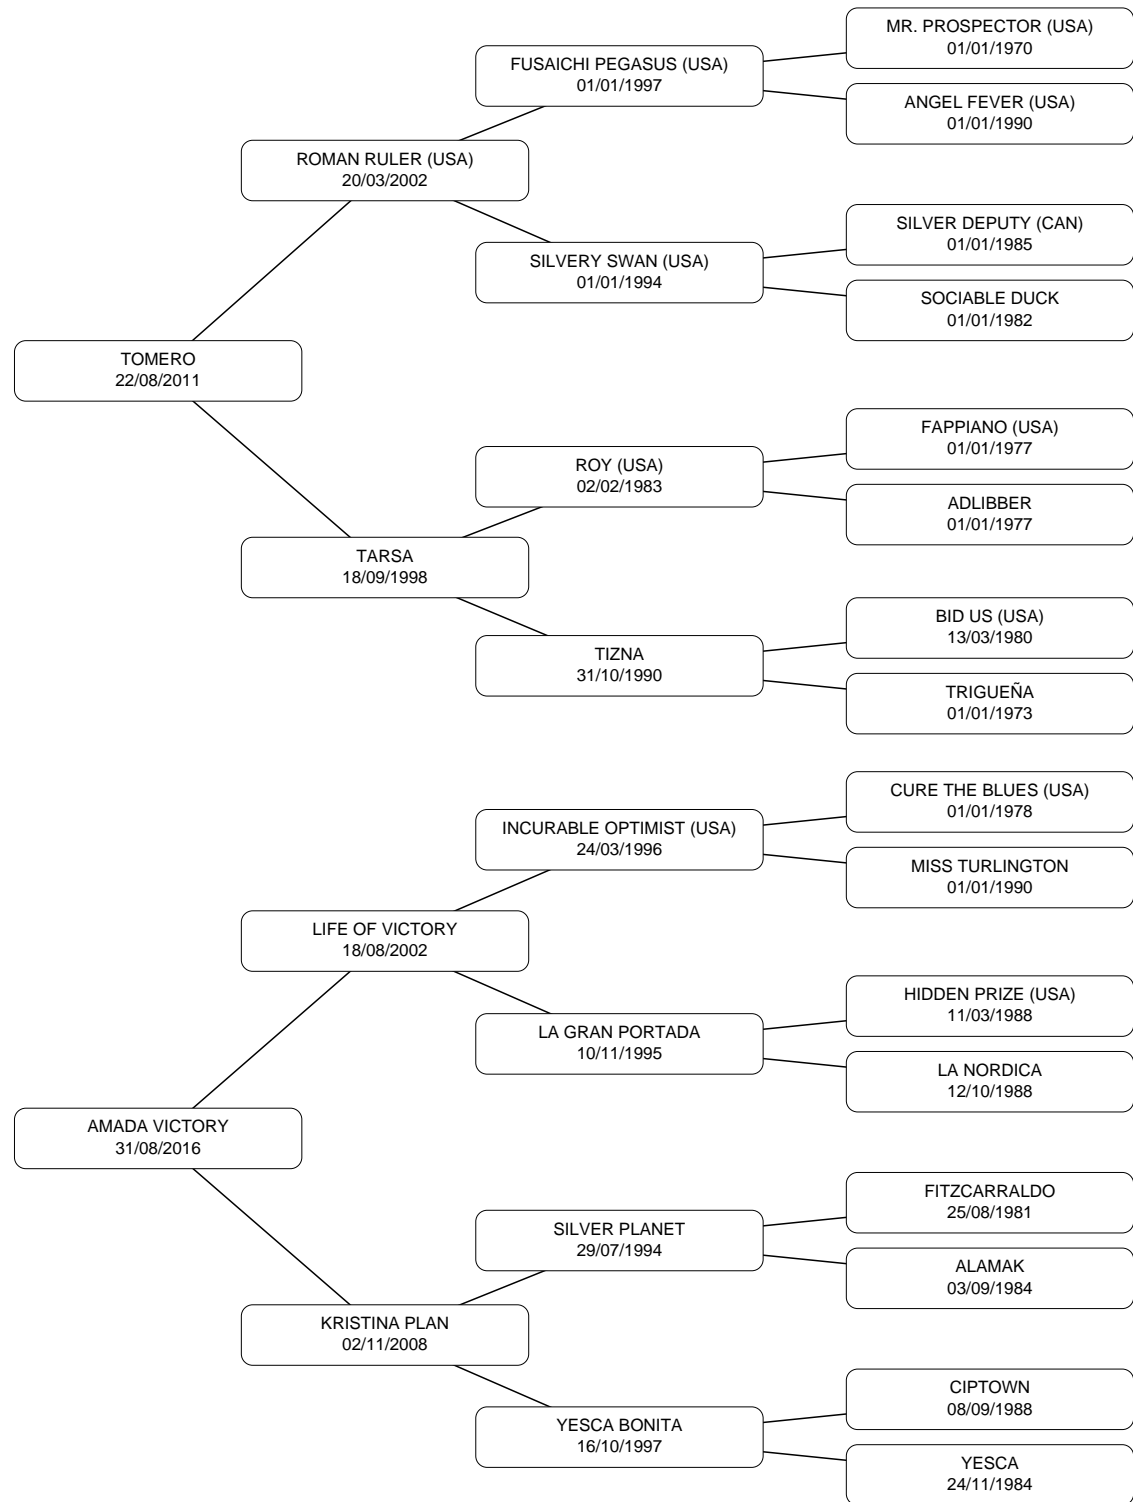 MR. PROSPECTOR (USA)
01/01/1970
FUSAICHI PEGASUS (USA)
01/01/1997
ANGEL FEVER (USA)
01/01/1990
ROMAN RULER (USA)
20/03/2002
SILVER DEPUTY (CAN)
01/01/1985
SILVERY SWAN (USA)
01/01/1994
SOCIABLE DUCK
01/01/1982
TOMERO
22/08/2011
FAPPIANO (USA)
01/01/1977
ROY (USA)
02/02/1983
ADLIBBER
01/01/1977
TARSA
18/09/1998
BID US (USA)
13/03/1980
TIZNA
31/10/1990
TRIGUEÑA
01/01/1973
CURE THE BLUES (USA)
01/01/1978
INCURABLE OPTIMIST (USA)
24/03/1996
MISS TURLINGTON
01/01/1990
LIFE OF VICTORY
18/08/2002
HIDDEN PRIZE (USA)
11/03/1988
LA GRAN PORTADA
10/11/1995
LA NORDICA
12/10/1988
AMADA VICTORY
31/08/2016
FITZCARRALDO
25/08/1981
SILVER PLANET
29/07/1994
ALAMAK
03/09/1984
KRISTINA PLAN
02/11/2008
CIPTOWN
08/09/1988
YESCA BONITA
16/10/1997
YESCA
24/11/1984